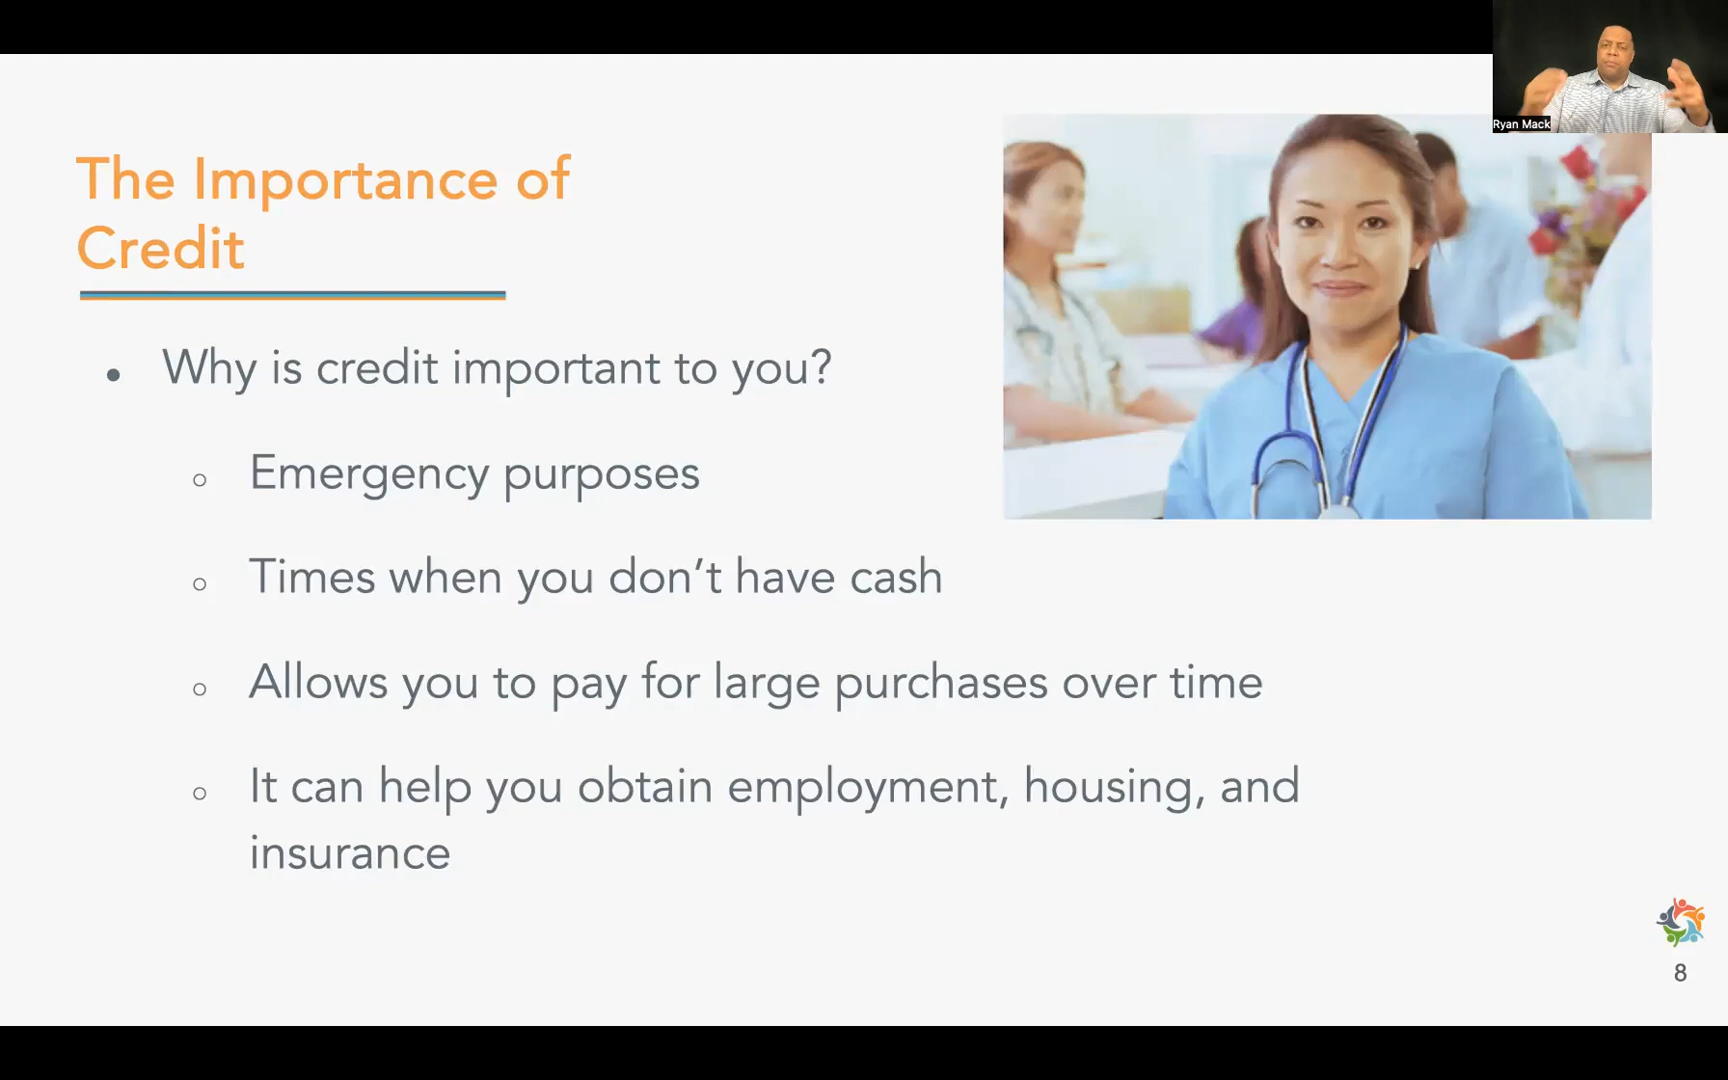 Ryan Mack
The Importance of
Credit
• Why is credit important to you?
○ Emergency purposes
○ Times when you don’t have cash
○ Allows you to pay for large purchases over time
○ It can help you obtain employment, housing, and
insurance
8